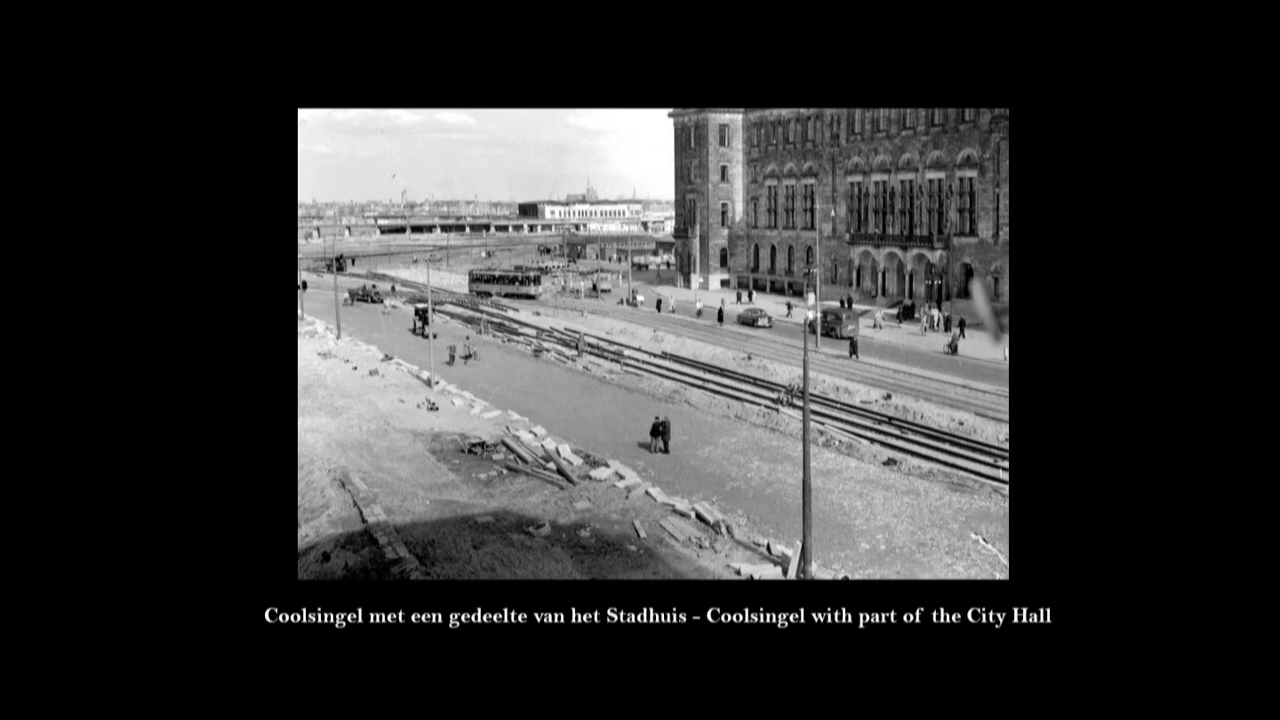 Coolsingel met een gedeelte van het Stadhuis - Coolsingel with part of the City Hall